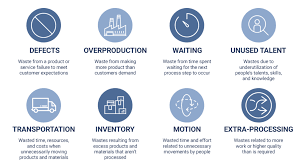 DEFECTS
Waste from a product or
service failure to meet
customer expectations
OVERPRODUCTION
Waste from making
more product than
customers demand
WAITING
Waste from time spent
waiting for the next
process step to occur
UNUSED TALENT
Wastes due to
underutilization of
people's talents, skills, and
knowledge
TRANSPORTATION
Wasted time, resources,
and costs when
unnecessarily moving
products and materials
INVENTORY
Wastes resulting from
excess products and
materials that aren't
processed
MOTION
Wasted time and effort
related to unnecessary
movements by people
EXTRA-PROCESSING
Wastes related to more
work or higher quality
than is required